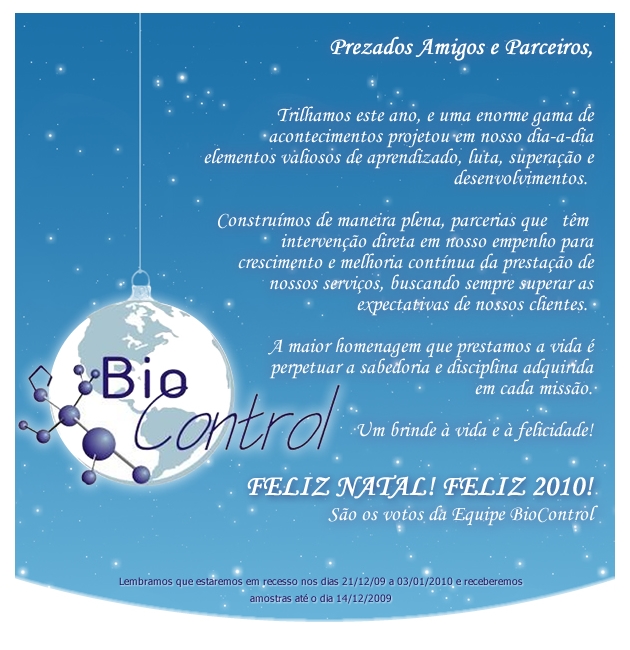 Prezados Amigos e Parceiros,
Trilhamos este ano, e uma enorme gama de
acontecimentos projetou em nosso dia-a-dia
elementos valiosos de aprendizado, luta, superação e
desenvolvimentos.
Construímos de maneira plena, parcerias que têm
intervenção direta em nosso empenho para
crescimento e melhoria contínua da prestação de
nossos serviços, buscando sempre superar as
expectativas de nossos clientes.
A maior homenagem que prestamos a vida é
perpetuar a sabedoria e disciplina adquirida
em cada missão.
Bio
Control
Um brinde à vida e à felicidade!
FELIZ NATAL! FELIZ 2010!
São os votos da Equipe BioControl
Lembramos que estaremos em recesso nos dias 21/12/09 a 03/01/2010 e receberemos
amostras até o dia 14/12/2009